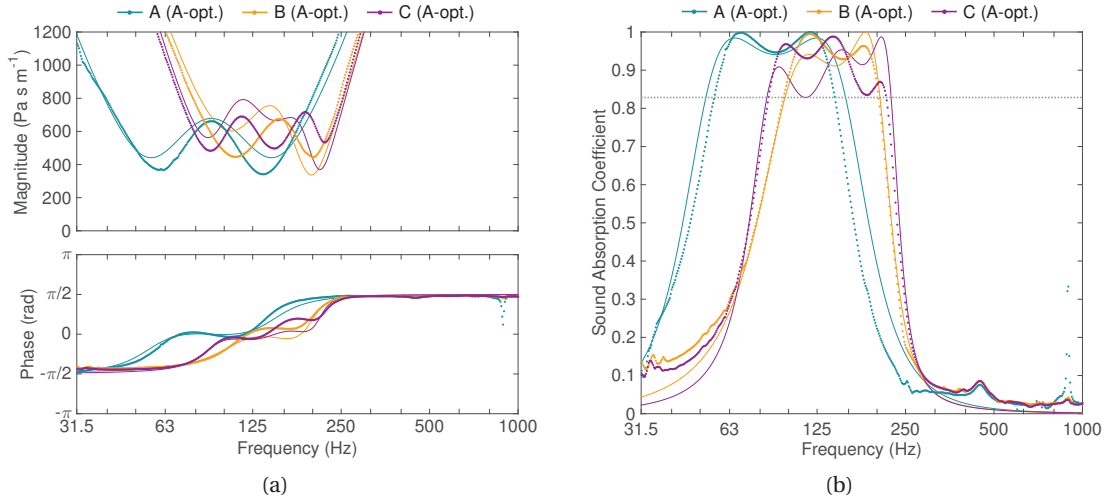 A (A-opt.) B (A-opt.) C (A-opt.)
1200
1000
800
600
400
200
0
Magnitude (Pa s m⁻¹)
π
π/2
0
-π/2
-π
Phase (rad)
31.5 63 125 250 500 1000
Frequency (Hz)
(a)
A (A-opt.) B (A-opt.) C (A-opt.)
1
0.9
0.8
0.7
0.6
0.5
0.4
0.3
0.2
0.1
0
Sound Absorption Coefficient
31.5 63 125 250 500 1000
Frequency (Hz)
(b)